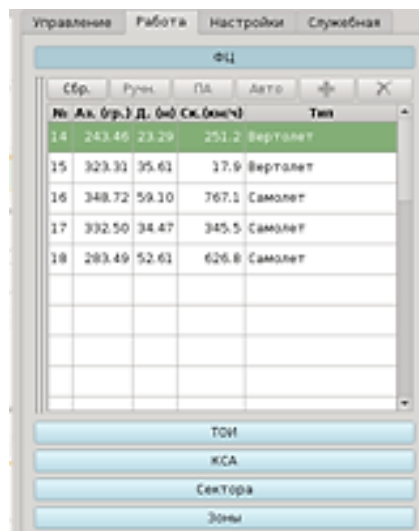 Управление Работа Настройки Служебная
ФЦ
Сбр. Ручн. ПА Авто
№ Аз. (гр.) Д. (м) Ск.(км/ч) Тип
14 243.46 23.29 251.2 Вертолет
15 323.31 35.61 17.9 Вертолет
16 348.72 59.10 767.1 Самолет
17 332.50 34.47 345.5 Самолет
18 283.49 52.61 626.8 Самолет
ТОИ
КСА
Сектора
Зоны